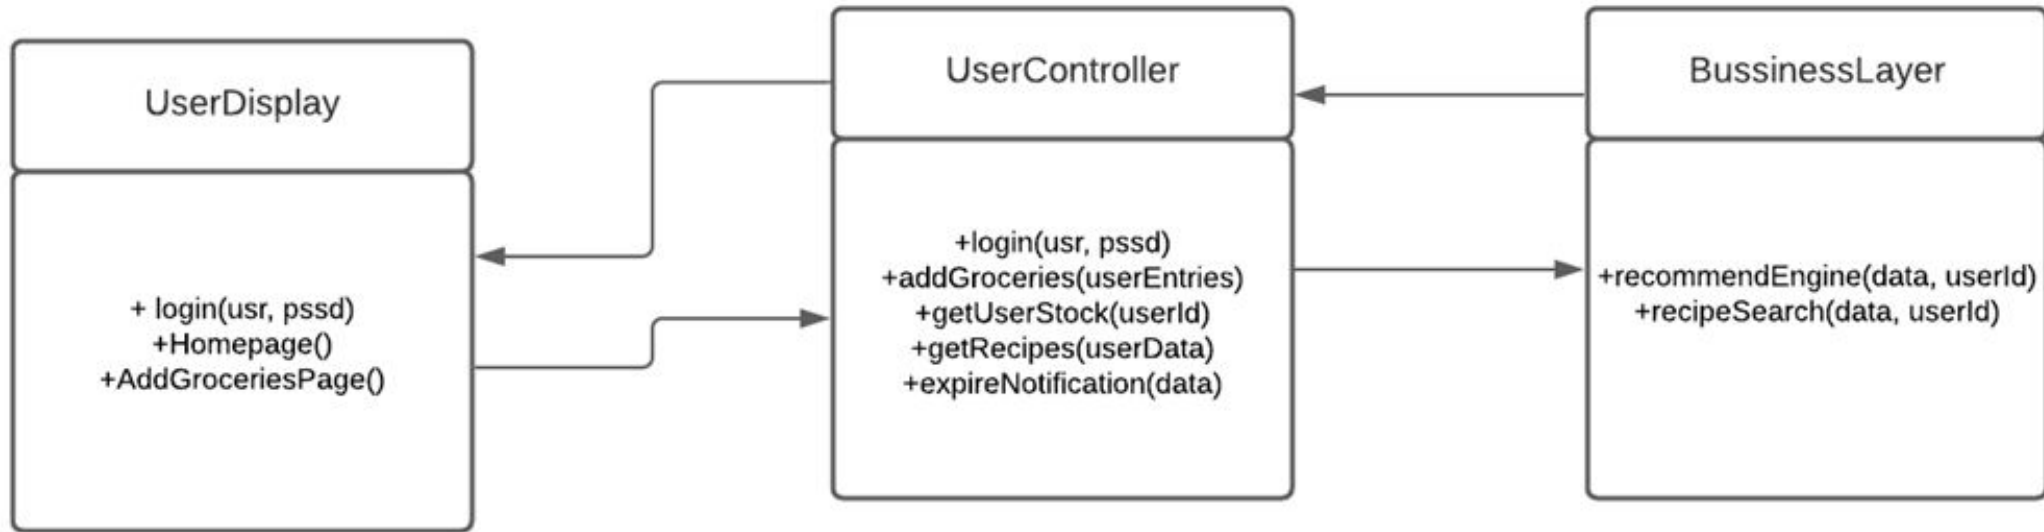 UserDisplay
+ login(usr, pssd)
+Homepage()
+AddGroceriesPage()
UserController
+login(usr, pssd)
+addGroceries(userEntries)
+getUserStock(userId)
+getRecipes(userData)
+expireNotification(data)
BussinessLayer
+recommendEngine(data, userId)
+recipeSearch(data, userId)